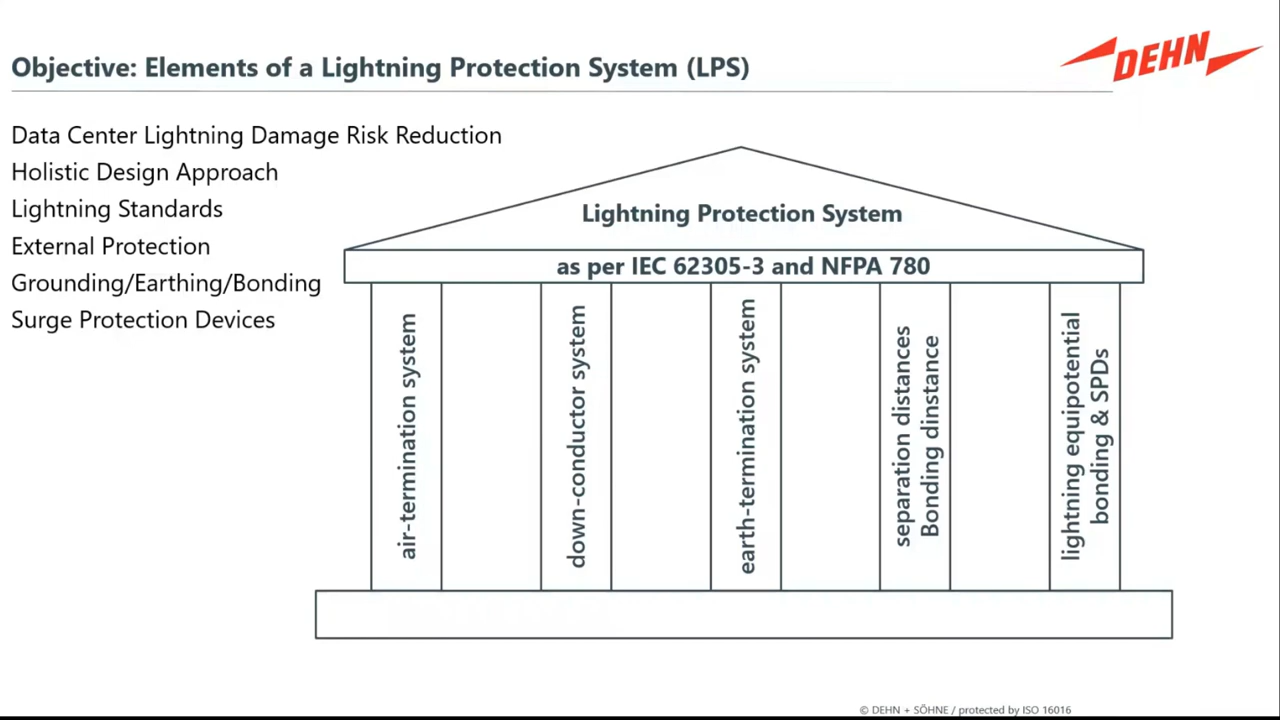 Objective: Elements of a Lightning Protection System (LPS)
DEHN
Data Center Lightning Damage Risk Reduction
Holistic Design Approach
Lightning Standards
External Protection
Grounding/Earthing/Bonding
Surge Protection Devices
Lightning Protection System
as per IEC 62305-3 and NFPA 780
air-termination system
down-conductor system
earth-termination system
separation distances
Bonding dinstance
lightning equipotential
bonding & SPDs
© DEHN + SÖHNE / protected by ISO 16016